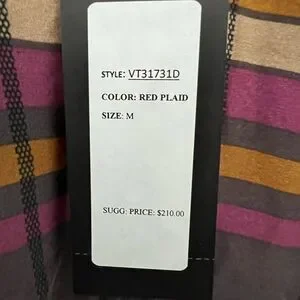 STYLE: VT31731D
COLOR: RED PLAID
SIZE: M
SUGG: PRICE: $210.00